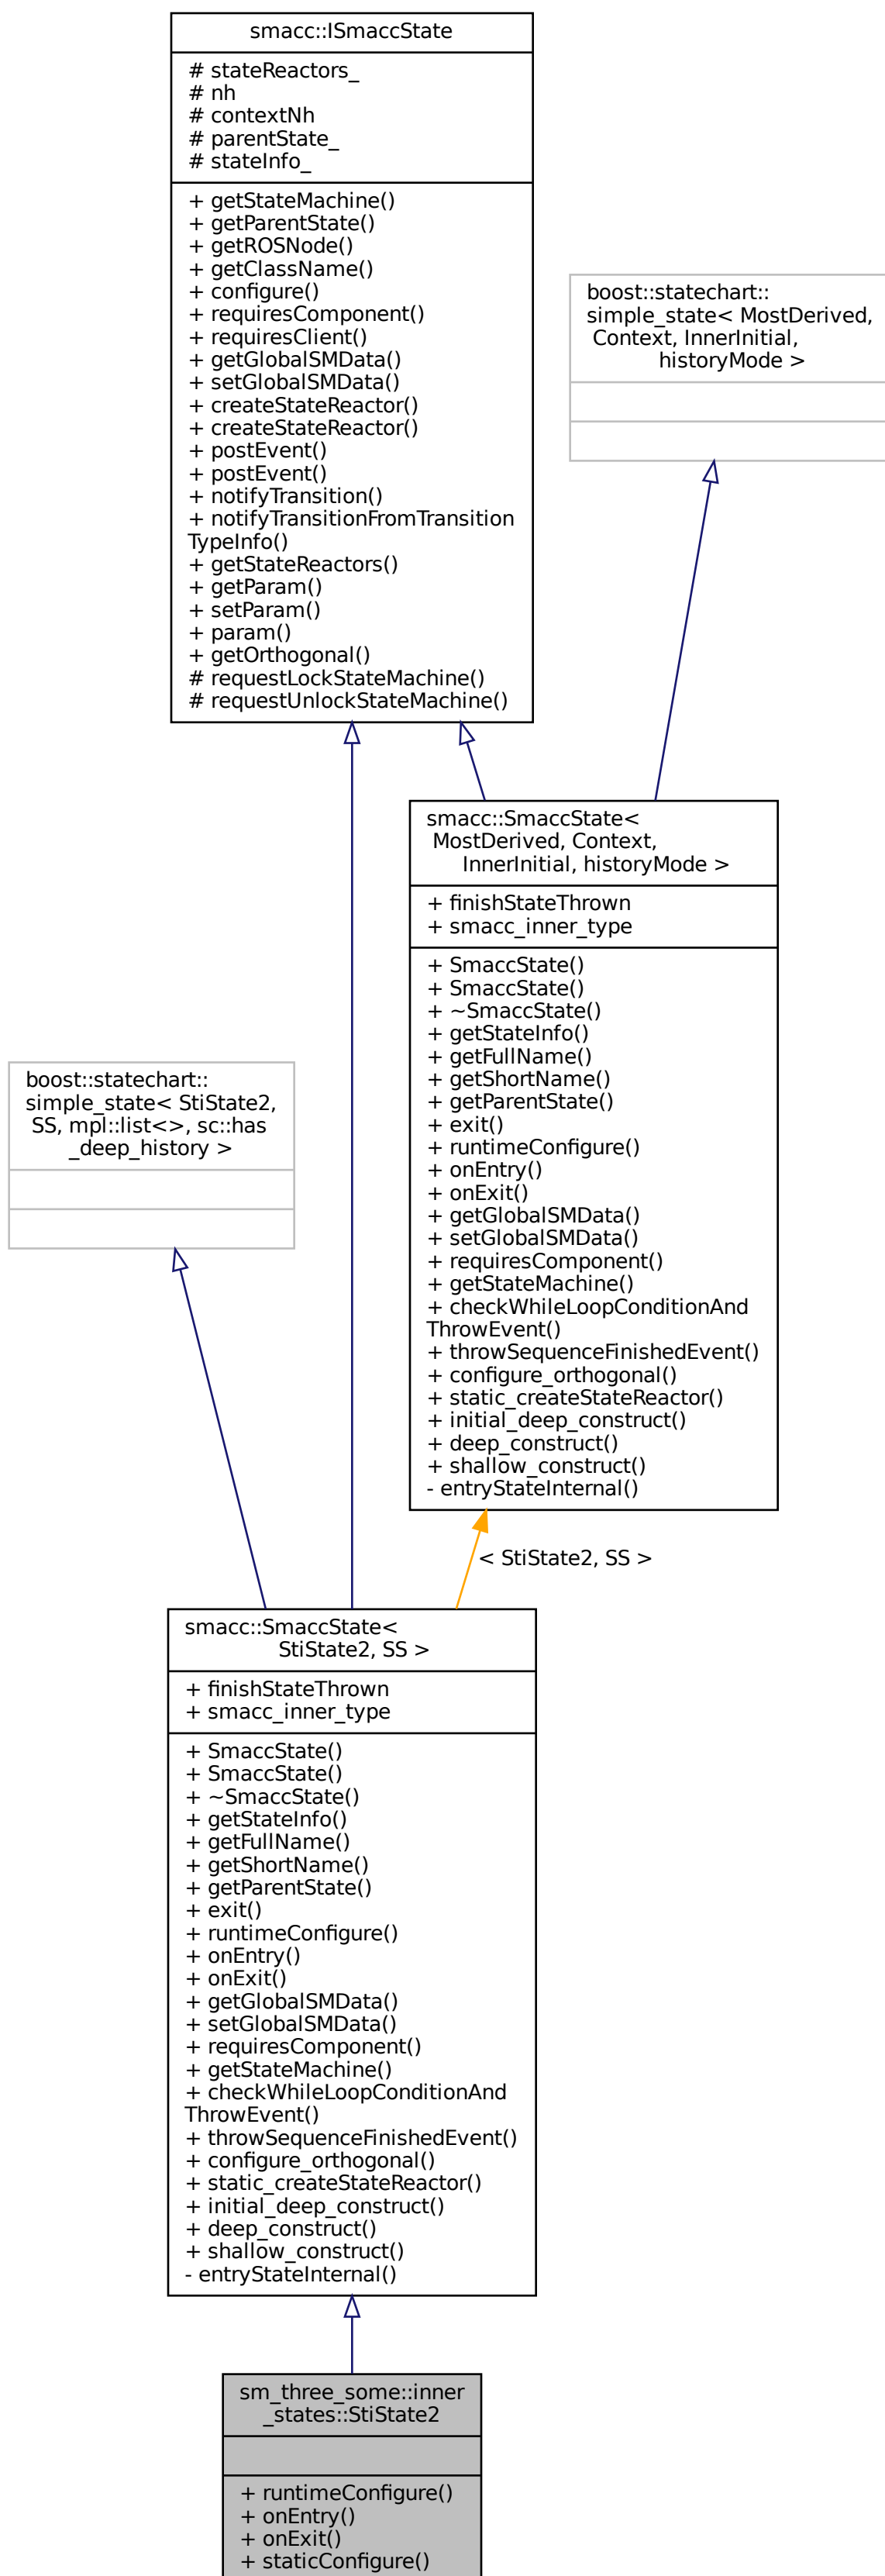 smacc::ISmaccState
# stateReactors_
# nh
# contextNh
# parentState_
# stateInfo_
+ getStateMachine()
+ getParentState()
+ getROSNode()
+ getClassName()
+ configure()
+ requiresComponent()
+ requiresClient()
+ getGlobalSMData()
+ setGlobalSMData()
+ createStateReactor()
+ createStateReactor()
+ postEvent()
+ postEvent()
+ notifyTransition()
+ notifyTransitionFromTransition
TypeInfo()
+ getStateReactors()
+ getParam()
+ setParam()
+ param()
+ getOrthogonal()
# requestLockStateMachine()
# requestUnlockStateMachine()
boost::statechart::
simple_state< MostDerived,
Context, InnerInitial,
historyMode >
smacc::SmaccState<
MostDerived, Context,
InnerInitial, historyMode >
+ finishStateThrown
+ smacc_inner_type
+ SmaccState()
+ SmaccState()
+ ~SmaccState()
+ getStateInfo()
+ getFullName()
+ getShortName()
+ getParentState()
+ exit()
+ runtimeConfigure()
+ onEntry()
+ onExit()
+ getGlobalSMData()
+ setGlobalSMData()
+ requiresComponent()
+ getStateMachine()
+ checkWhileLoopConditionAnd
ThrowEvent()
+ throwSequenceFinishedEvent()
+ configure_orthogonal()
+ static_createStateReactor()
+ initial_deep_construct()
+ deep_construct()
+ shallow_construct()
- entryStateInternal()
boost::statechart::
simple_state< StiState2,
SS, mpl::list<>, sc::has
_deep_history >
< StiState2, SS >
smacc::SmaccState<
StiState2, SS >
+ finishStateThrown
+ smacc_inner_type
+ SmaccState()
+ SmaccState()
+ ~SmaccState()
+ getStateInfo()
+ getFullName()
+ getShortName()
+ getParentState()
+ exit()
+ runtimeConfigure()
+ onEntry()
+ onExit()
+ getGlobalSMData()
+ setGlobalSMData()
+ requiresComponent()
+ getStateMachine()
+ checkWhileLoopConditionAnd
ThrowEvent()
+ throwSequenceFinishedEvent()
+ configure_orthogonal()
+ static_createStateReactor()
+ initial_deep_construct()
+ deep_construct()
+ shallow_construct()
- entryStateInternal()
sm_three_some::inner
_states::StiState2
+ runtimeConfigure()
+ onEntry()
+ onExit()
+ staticConfigure()